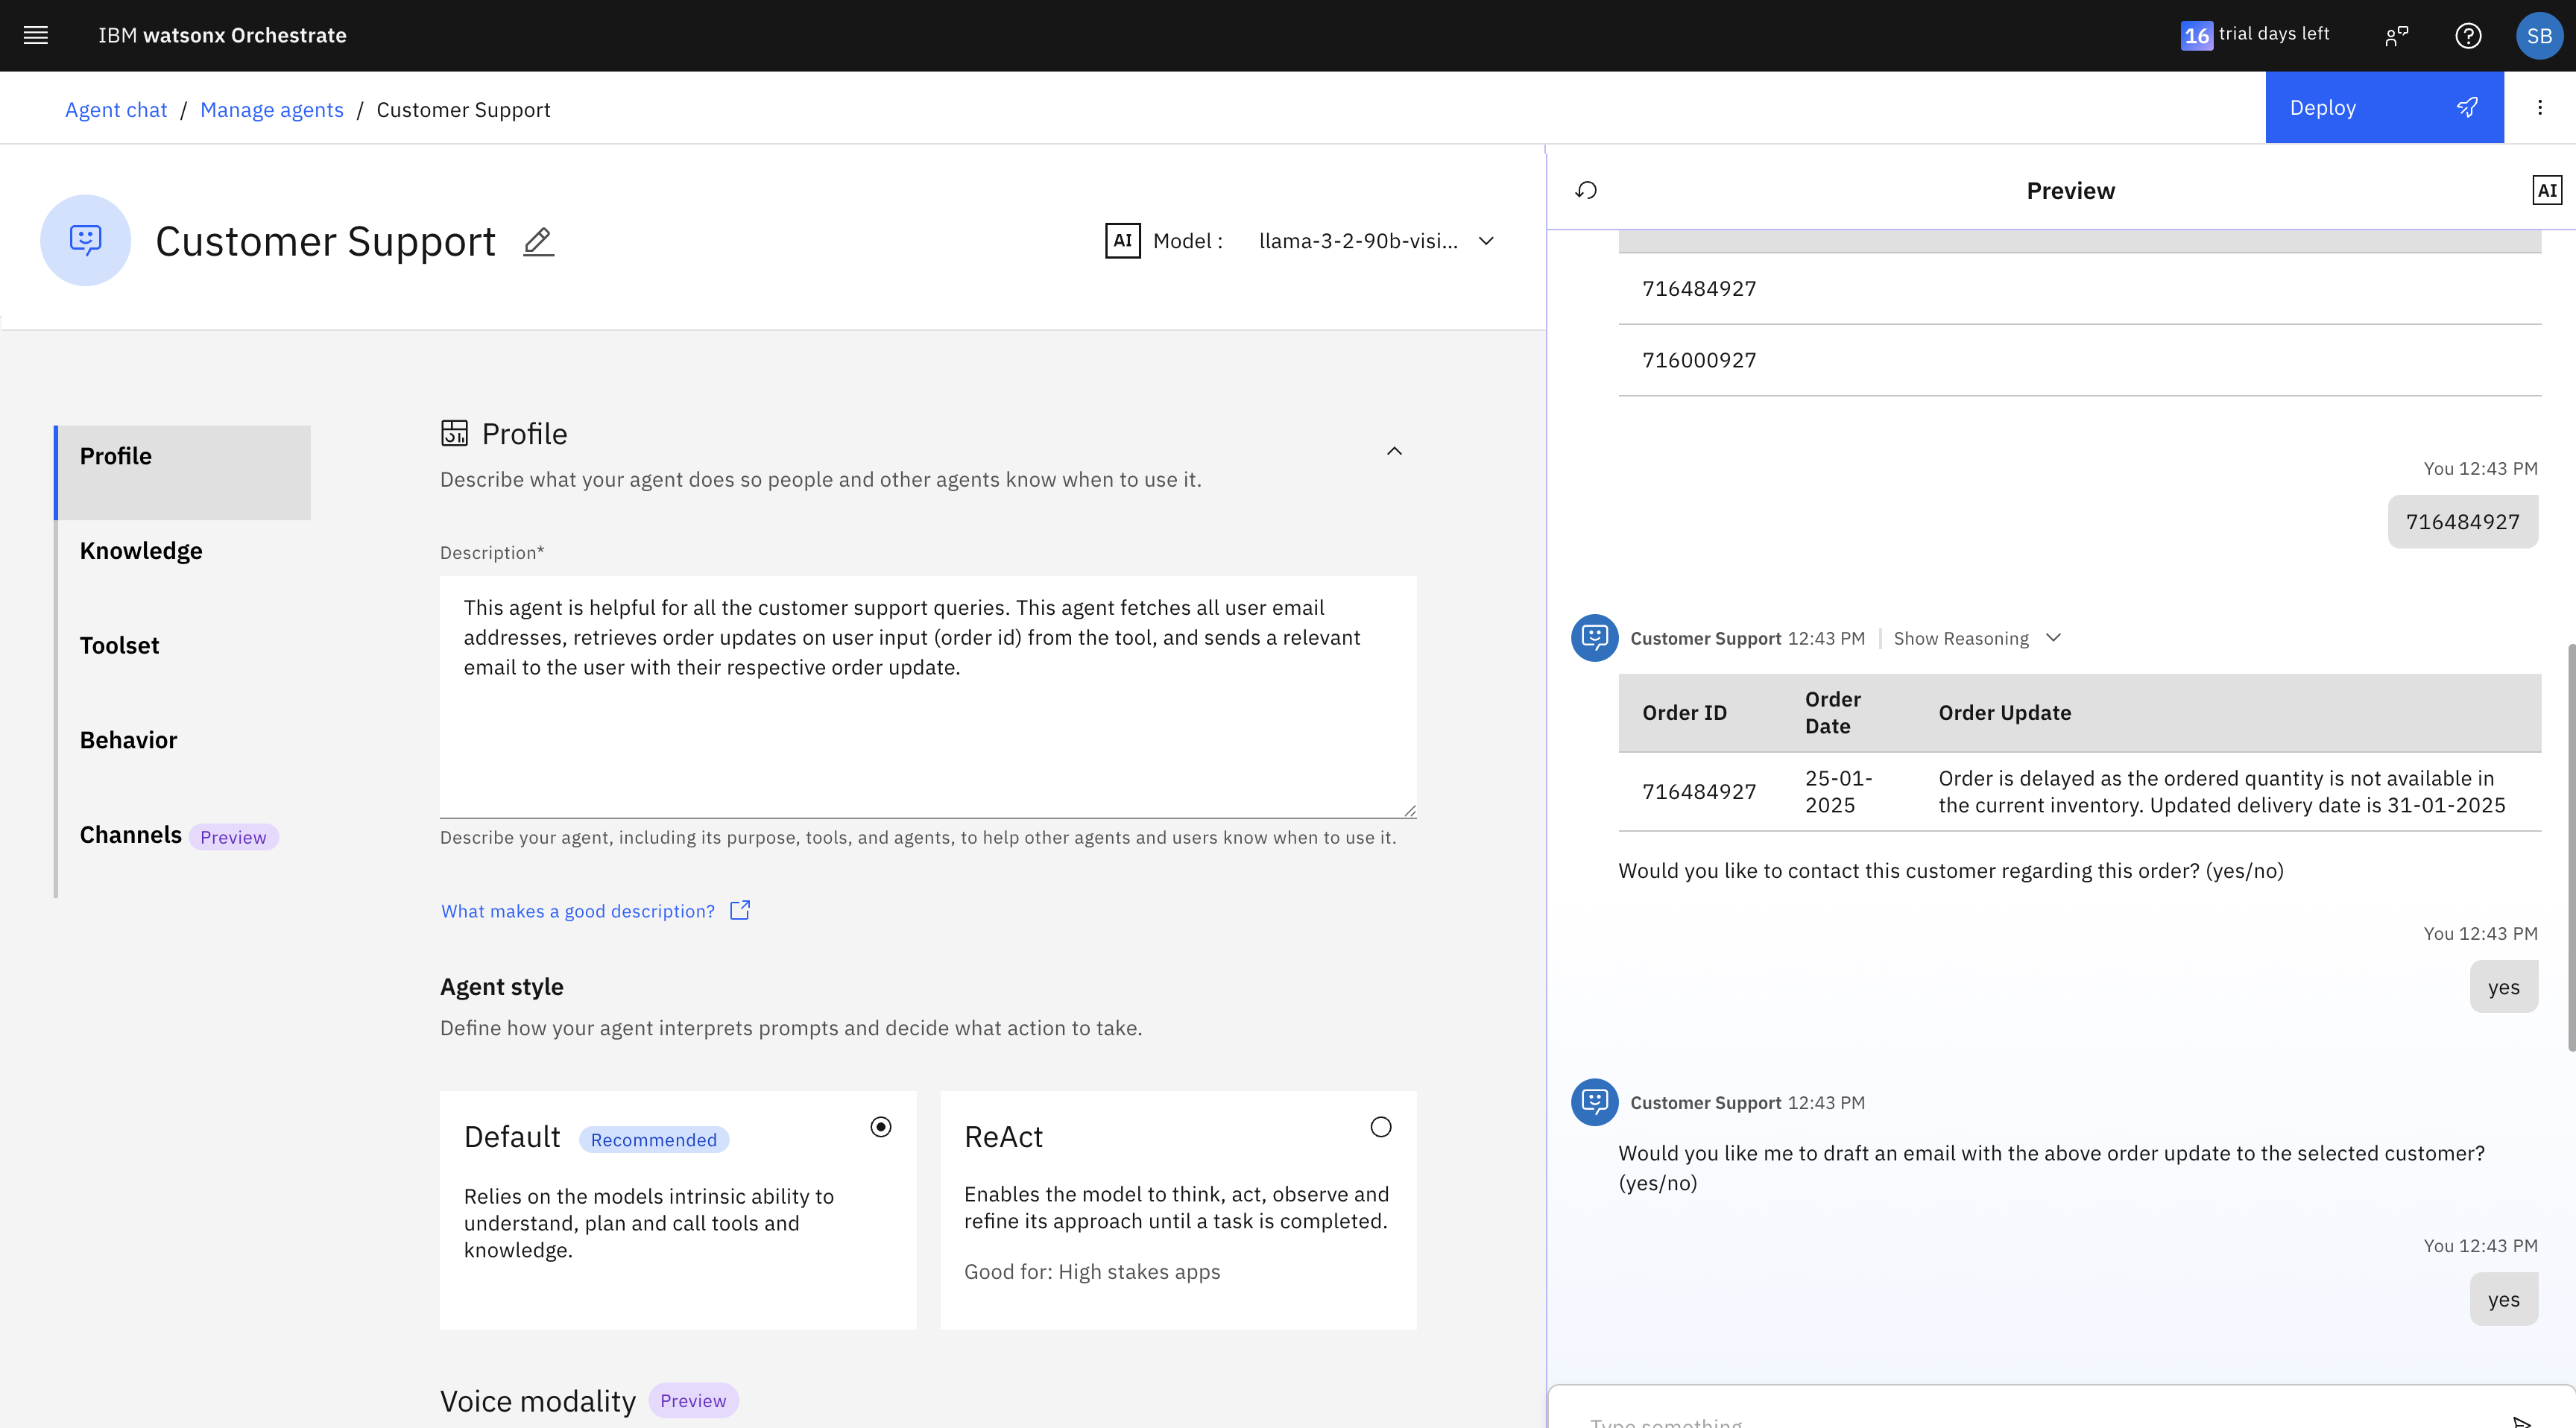 IBM watsonx Orchestrate
16 trial days left
SB
Agent chat / Manage agents / Customer Support
Deploy
Customer Support
AI Model : llama-3-2-90b-visi...
Profile
Knowledge
Toolset
Behavior
Channels Preview
Profile
Describe what your agent does so people and other agents know when to use it.
Description*
This agent is helpful for all the customer support queries. This agent fetches all user email
addresses, retrieves order updates on user input (order id) from the tool, and sends a relevant
email to the user with their respective order update.
Describe your agent, including its purpose, tools, and agents, to help other agents and users know when to use it.
What makes a good description?
Agent style
Define how your agent interprets prompts and decide what action to take.
Default Recommended
Relies on the models intrinsic ability to
understand, plan and call tools and
knowledge.
ReAct
Enables the model to think, act, observe and
refine its approach until a task is completed.
Good for: High stakes apps
Voice modality Preview
Preview
AI
716484927
716000927
You 12:43 PM
716484927
Customer Support 12:43 PM | Show Reasoning
Order ID
Order
Date
Order Update
716484927
25-01-
2025
Order is delayed as the ordered quantity is not available in
the current inventory. Updated delivery date is 31-01-2025
Would you like to contact this customer regarding this order? (yes/no)
You 12:43 PM
yes
Customer Support 12:43 PM
Would you like me to draft an email with the above order update to the selected customer?
(yes/no)
You 12:43 PM
yes
Type something